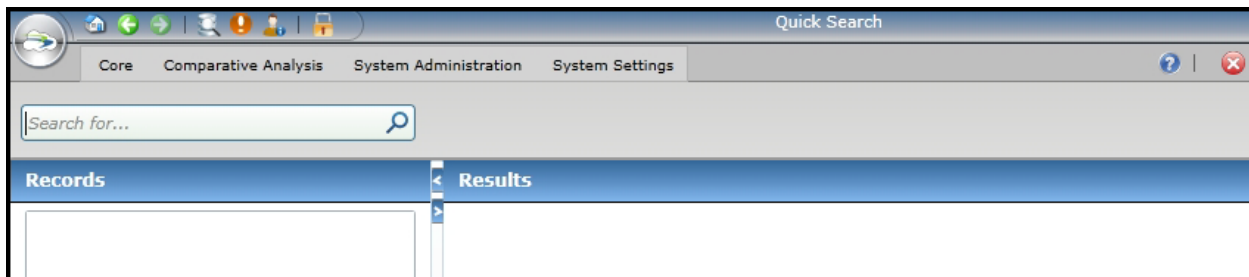 Quick Search
Core Comparative Analysis System Administration System Settings
Search for...
Records < Results
>